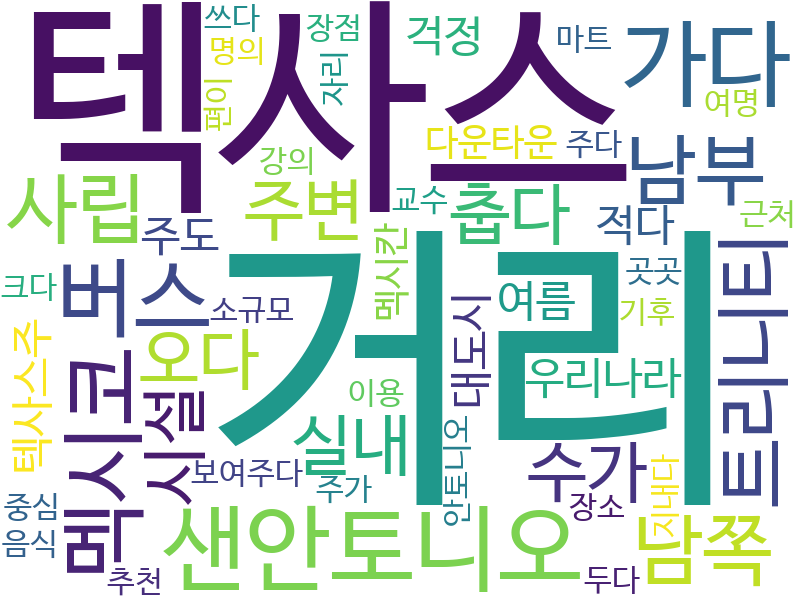 쓰다
장점
걱정
마트
가다
텍사스
명의
편이
자리
여명
강의
다운타운
주다
남부
사립
주변
교수
춥다
적다
근처
주도
버스
멕시칸
곳곳
크다
소규모
거리
대도시
여름
기후
트리니티
텍사스주
멕시코
오다
시설
이용
우리나라
실내
안토니오
수가
보여주다
주가
중심
음식
샌안토니오
장소
지내다
남쪽
추천
두다